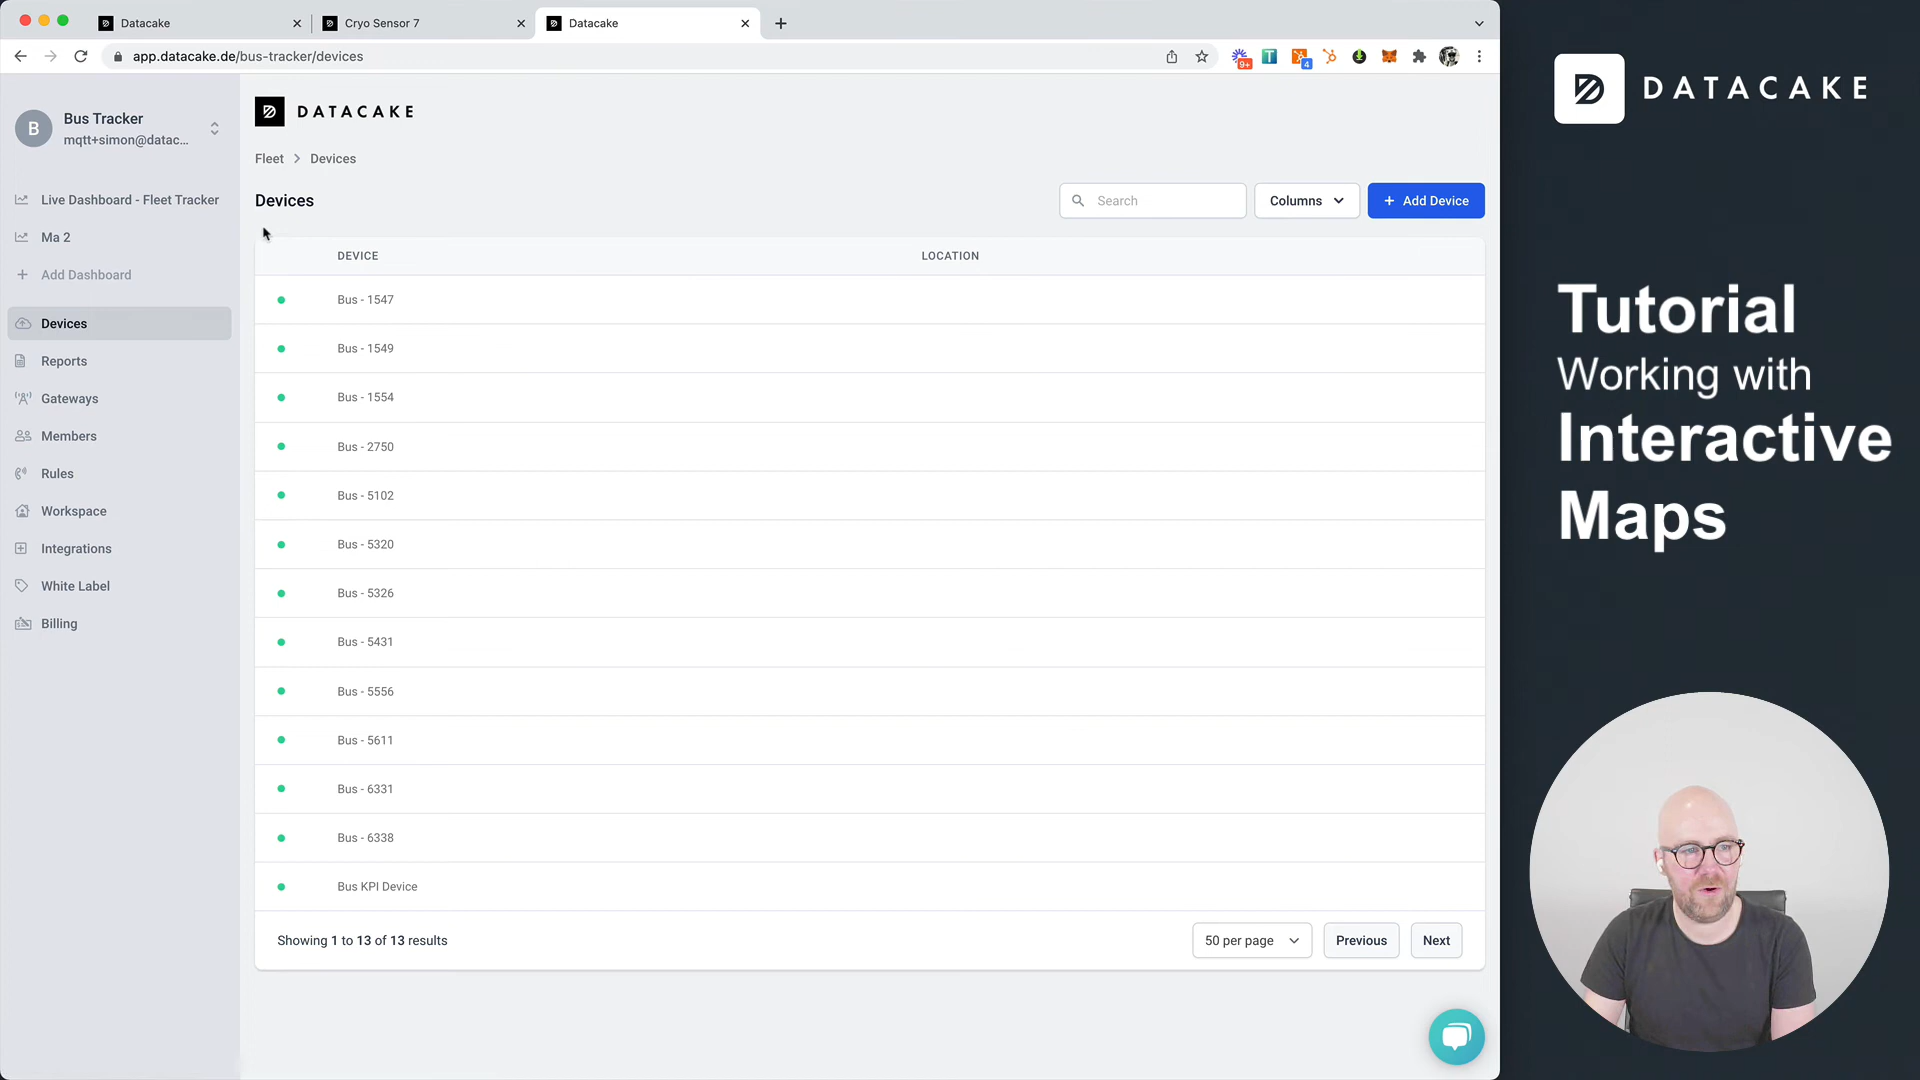 Datacake
Cryo Sensor 7
Datacake
app.datacake.de/bus-tracker/devices
9+
T
4
B
Bus Tracker
mqtt+simon@datac...
Live Dashboard - Fleet Tracker
Ma 2
Add Dashboard
Devices
Reports
Gateways
Members
Rules
Workspace
Integrations
White Label
Billing
DATACAKE
Fleet > Devices
Devices
Search
Columns
+ Add Device
DEVICE LOCATION
Bus - 1547
Bus - 1549
Bus - 1554
Bus - 2750
Bus - 5102
Bus - 5320
Bus - 5326
Bus - 5431
Bus - 5556
Bus - 5611
Bus - 6331
Bus - 6338
Bus KPI Device
Showing 1 to 13 of 13 results
50 per page
Previous
Next
DATACAKE
Tutorial
Working with
Interactive
Maps